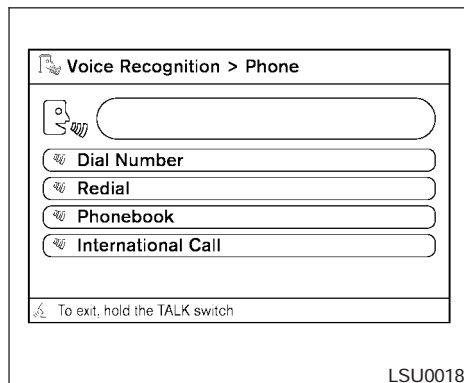 Voice Recognition > Phone
Dial Number
Redial
Phonebook
International Call
To exit, hold the TALK switch
LSU0018